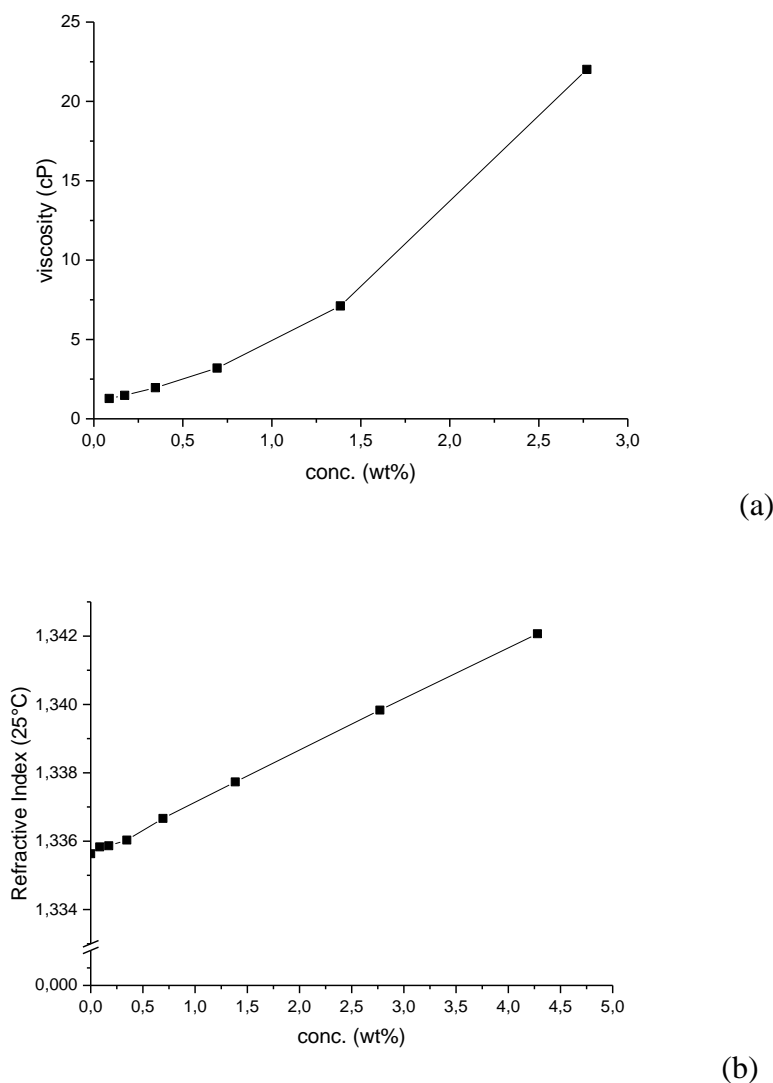 25
20
15
10
5
0
viscosity (cP)
0,0 0,5 1,0 1,5 2,0 2,5 3,0
conc. (wt%)
(a)
1,342
1,340
1,338
1,336
1,334
0,000
Refractive Index (25°C)
0,0 0,5 1,0 1,5 2,0 2,5 3,0 3,5 4,0 4,5 5,0
conc. (wt%)
(b)